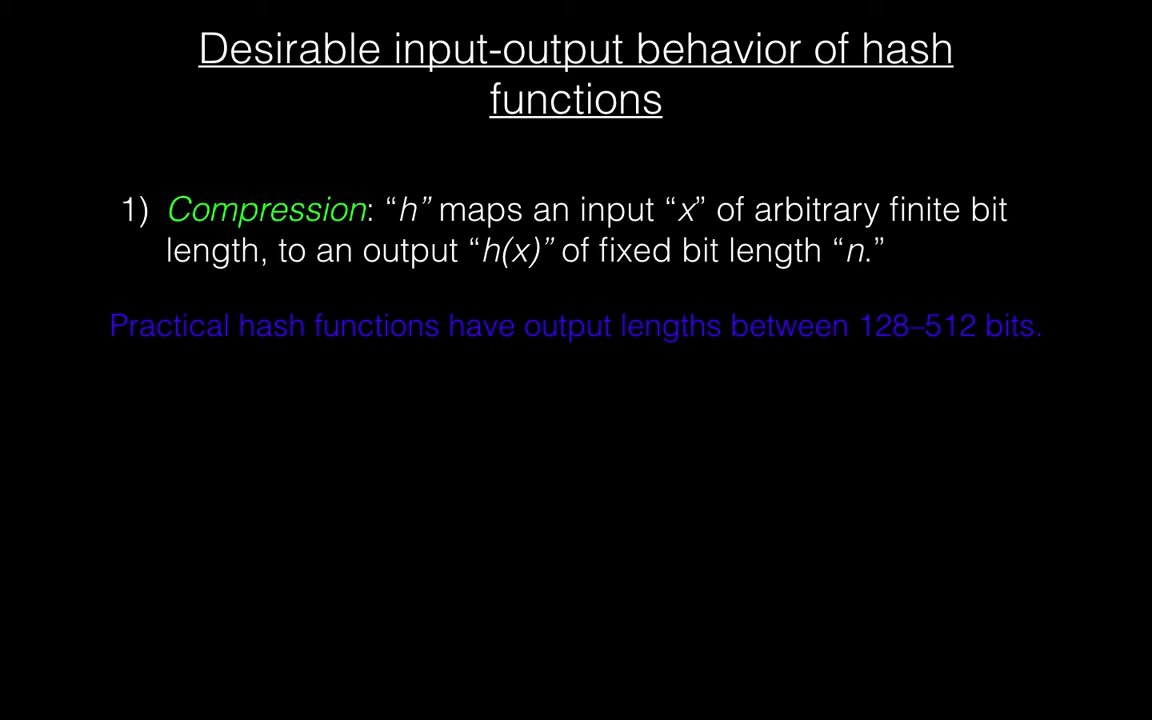 Desirable input-output behavior of hash
functions
1) Compression: “h” maps an input “x” of arbitrary finite bit
length, to an output “h(x)” of fixed bit length “n.”
Practical hash functions have output lengths between 128–512 bits.